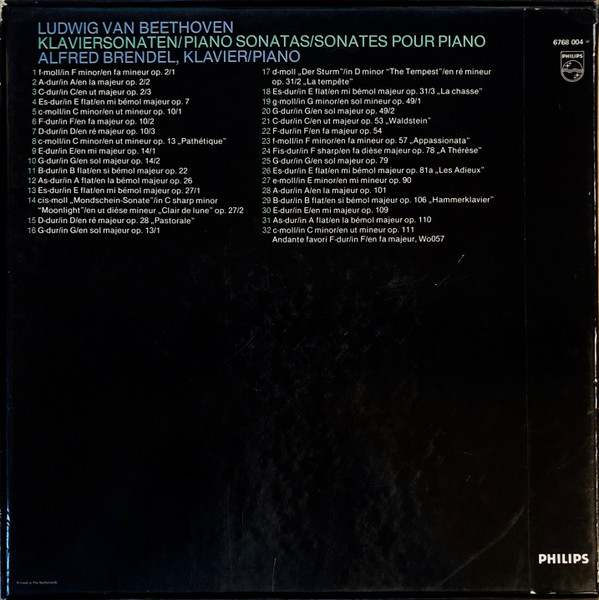 LUDWIG VAN BEETHOVEN
KLAVIERSONATEN/PIANO SONATAS/SONATES POUR PIANO
ALFRED BRENDEL, KLAVIER/PIANO
6768 004
PHILIPS
1 f-moll/in F minor/en fa mineur op. 2/1
2 A-dur/in A/en la majeur op. 2/2
3 C-dur/in C/en ut majeur op. 2/3
4 Es-dur/in E flat/en mi bémol majeur op. 7
5 c-moll/in C minor/en ut mineur op. 10/1
6 F-dur/in F/en fa majeur op. 10/2
7 D-dur/in D/en ré majeur op. 10/3
8 c-moll/in C minor/en ut mineur op. 13 „Pathétique”
9 E-dur/in E/en mi majeur op. 14/1
10 G-dur/in G/en sol majeur op. 14/2
11 B-dur/in B flat/en si bémol majeur op. 22
12 As-dur/in A flat/en la bémol majeur op. 26
13 Es-dur/in E flat/en mi bémol majeur op. 27/1
14 cis-moll „Mondschein-Sonate”/in C sharp minor
“Moonlight”/en ut dièse mineur „Clair de lune” op. 27/2
15 D-dur/in D/en ré majeur op. 28 „Pastorale”
16 G-dur/in G/en sol majeur op. 13/1
17 d-moll „Der Sturm”/in D minor “The Tempest”/en ré mineur
op. 31/2 „La tempête”
18 Es-dur/in E flat/en mi bémol majeur op. 31/3 „La chasse”
19 g-moll/in G minor/en sol mineur op. 49/1
20 G-dur/in G/en sol majeur op. 49/2
21 C-dur/in C/en ut majeur op. 53 „Waldstein”
22 F-dur/in F/en fa majeur op. 54
23 f-moll/in F minor/en fa mineur op. 57 „Appassionata”
24 Fis-dur/in F sharp/en fa dièse majeur op. 78 „A Thérèse”
25 G-dur/in G/en sol majeur op. 79
26 Es-dur/in E flat/en mi bémol majeur op. 81a „Les Adieux”
27 e-moll/in E minor/en mi mineur op. 90
28 A-dur/in A/en la majeur op. 101
29 B-dur/in B flat/en si bémol majeur op. 106 „Hammerklavier”
30 E-dur/in E/en mi majeur op. 109
31 As-dur/in A flat/en la bémol majeur op. 110
32 c-moll/in C minor/en ut mineur op. 111
Andante favori F-dur/in F/en fa majeur, Wo057
Printed in The Netherlands
PHILIPS